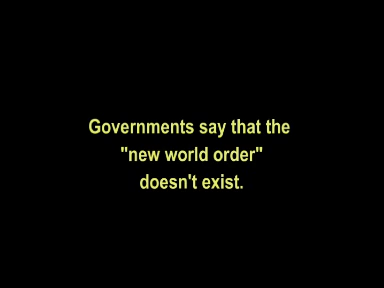 Governments say that the
"new world order"
doesn't exist.